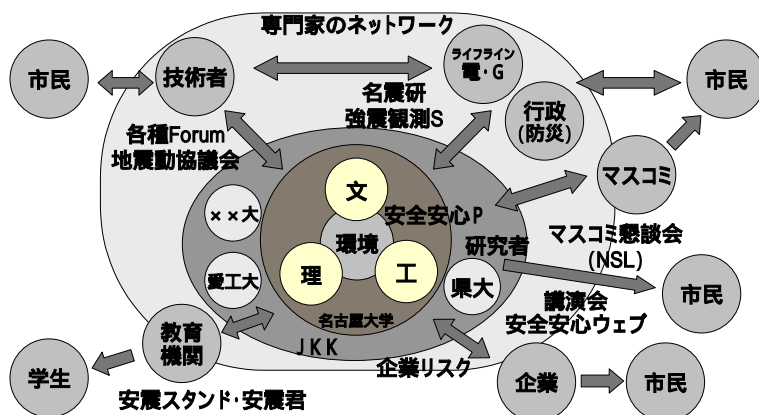 専門家のネットワーク
市民
技術者
ライフライン
電・G
市民
名震研
強震観測S
行政
(防災)
各種Forum
地震動協議会
マスコミ
文
××大
安全安心P
環境
研究者
マスコミ懇談会
(NSL)
愛工大
理
工
県大
市民
講演会
安全安心ウェブ
名古屋大学
教育
機関
JKK
企業リスク
学生
企業
市民
安震スタンド・安震君